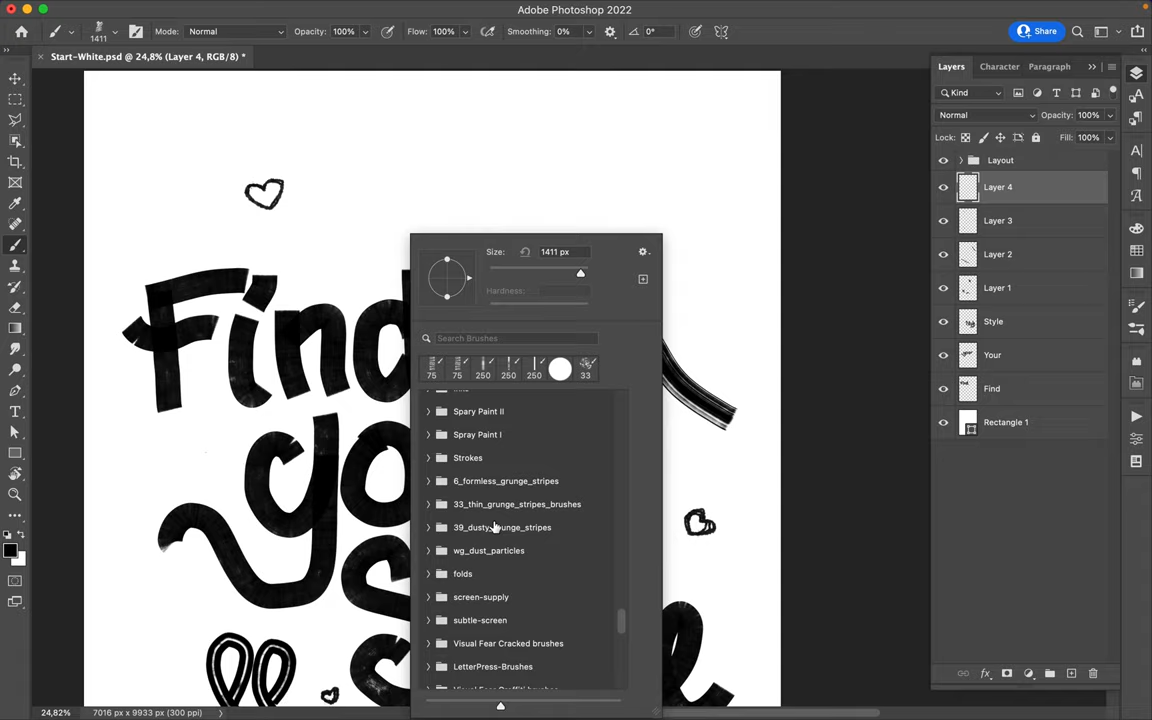 Adobe Photoshop 2022
1411
Mode: Normal
Opacity: 100%
Flow: 100%
Smoothing: 0%
0°
Share
Start-White.psd @ 24,8% (Layer 4, RGB/8) *
Layers
Character
Paragraph
Kind
Normal
Opacity: 100%
Lock:
Fill: 100%
Layout
Layer 4
Layer 3
Layer 2
Layer 1
Style
Your
Find
Rectangle 1
Size:
1411 px
Hardness:
Search Brushes
75
75
250
250
250
33
Spary Paint II
Spray Paint I
Strokes
6_formless_grunge_stripes
33_thin_grunge_stripes_brushes
39_dusty_grunge_stripes
wg_dust_particles
folds
screen-supply
subtle-screen
Visual Fear Cracked brushes
LetterPress-Brushes
Find
24,82%
7016 px x 9933 px (300 ppi)